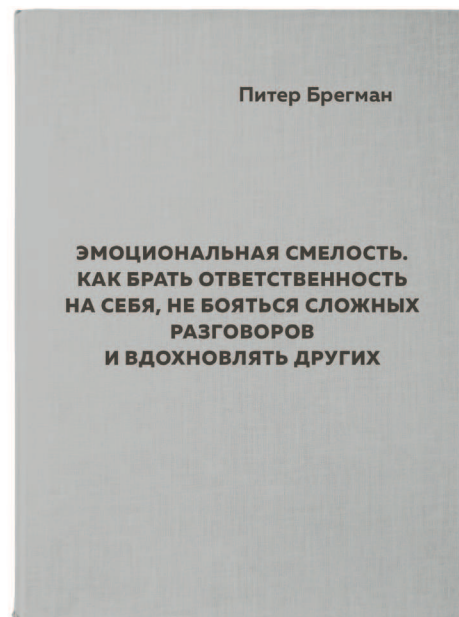 Питер Брегман
ЭМОЦИОНАЛЬНАЯ СМЕЛОСТЬ.
КАК БРАТЬ ОТВЕТСТВЕННОСТЬ
НА СЕБЯ, НЕ БОЯТЬСЯ СЛОЖНЫХ
РАЗГОВОРОВ
И ВДОХНОВЛЯТЬ ДРУГИХ